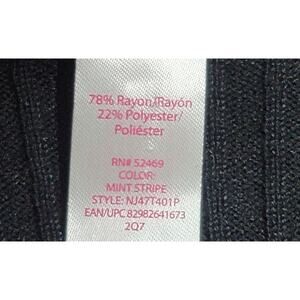 78% Rayon/Rayón
22% Polyester/
Poliéster
RN# 52469
COLOR:
MINT STRIPE
STYLE: NJ47T401P
EAN/UPC 82982641673
2Q7